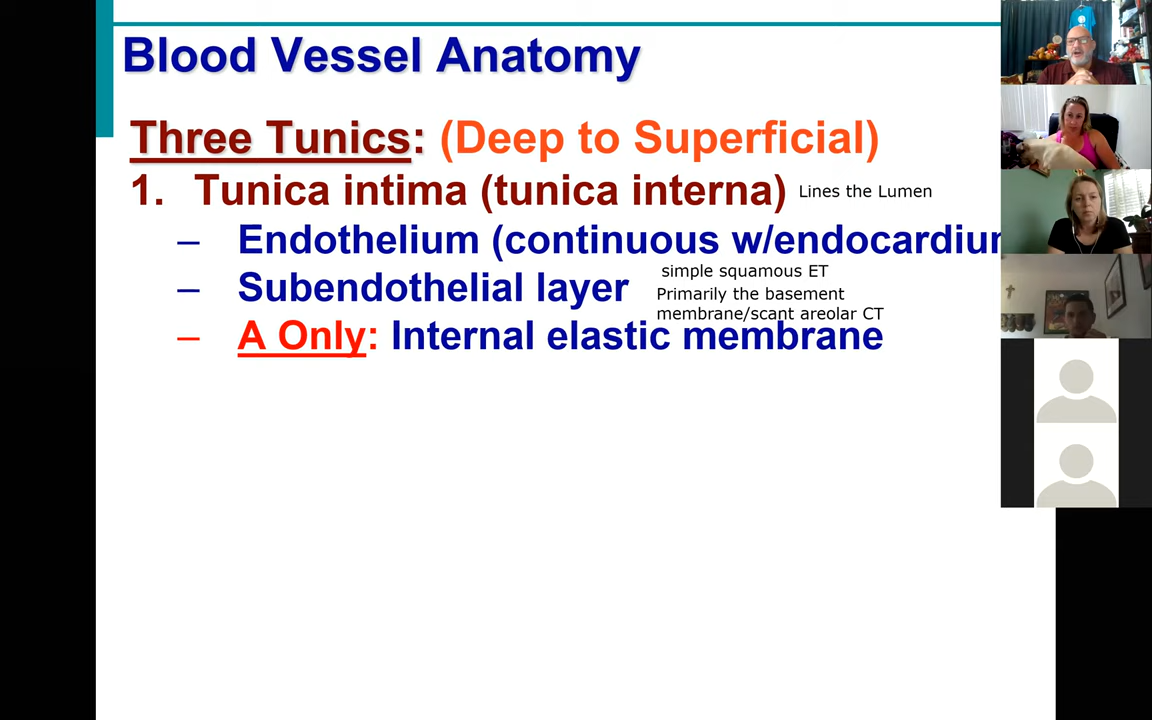 Blood Vessel Anatomy
Three Tunics: (Deep to Superficial)
1. Tunica intima (tunica interna) Lines the Lumen
– Endothelium (continuous w/endocardiu
simple squamous ET
– Subendothelial layer
Primarily the basement
membrane/scant areolar CT
– A Only: Internal elastic membrane